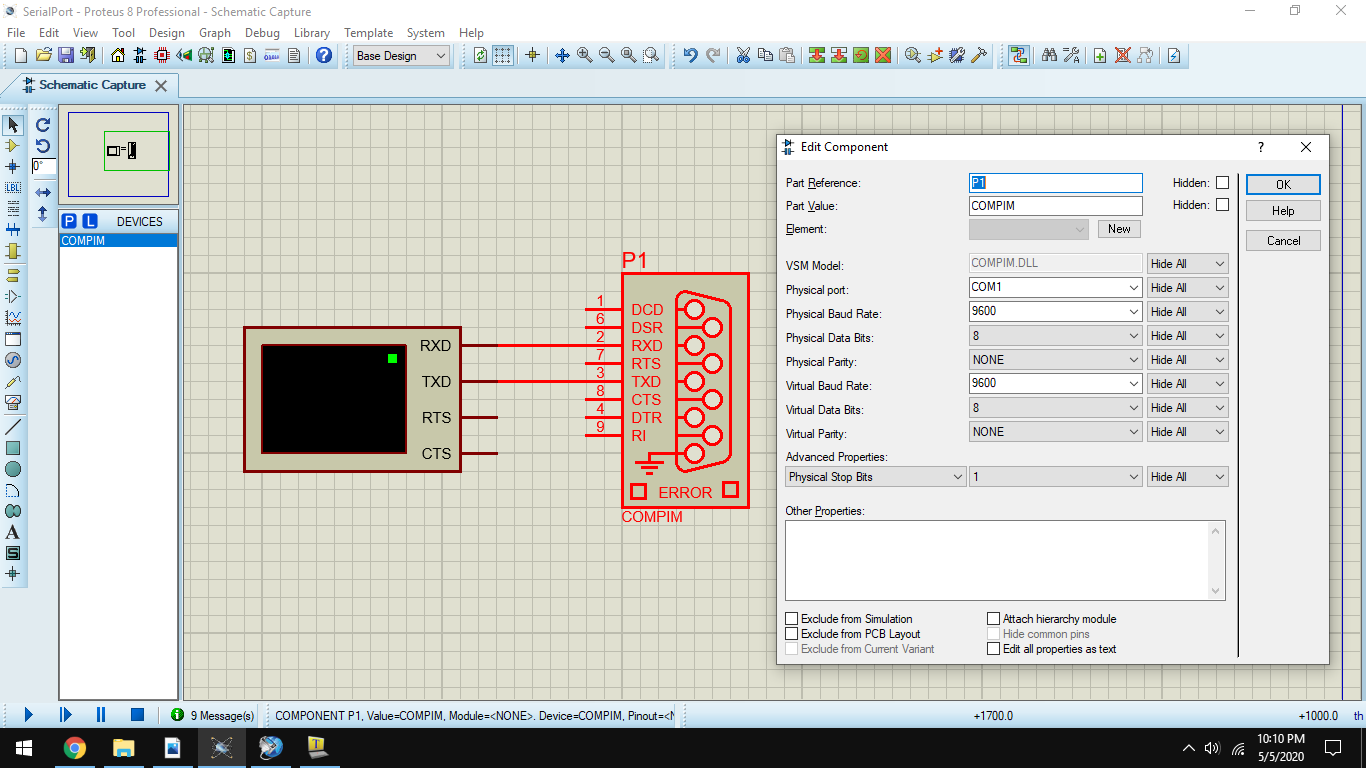 SerialPort - Proteus 8 Professional - Schematic Capture
File Edit View Tool Design Graph Debug Library Template System Help
Base Design
Schematic Capture
0°
LBL
P L DEVICES
COMPIM
A
S
RXD
TXD
RTS
CTS
P1
1 DCD
6 DSR
2 RXD
7 RTS
3 TXD
8 CTS
4 DTR
9 RI
ERROR
COMPIM
Edit Component
Part Reference: P1 Hidden:
Part Value: COMPIM Hidden:
Element: New
OK
Help
Cancel
VSM Model: COMPIM.DLL Hide All
Physical port: COM1 Hide All
Physical Baud Rate: 9600 Hide All
Physical Data Bits: 8 Hide All
Physical Parity: NONE Hide All
Virtual Baud Rate: 9600 Hide All
Virtual Data Bits: 8 Hide All
Virtual Parity: NONE Hide All
Advanced Properties:
Physical Stop Bits 1 Hide All
Other Properties:
Exclude from Simulation Attach hierarchy module
Exclude from PCB Layout Hide common pins
Exclude from Current Variant Edit all properties as text
9 Message(s) COMPONENT P1, Value=COMPIM, Module=<NONE>. Device=COMPIM, Pinout=<N +1700.0 +1000.0 th
10:10 PM
5/5/2020